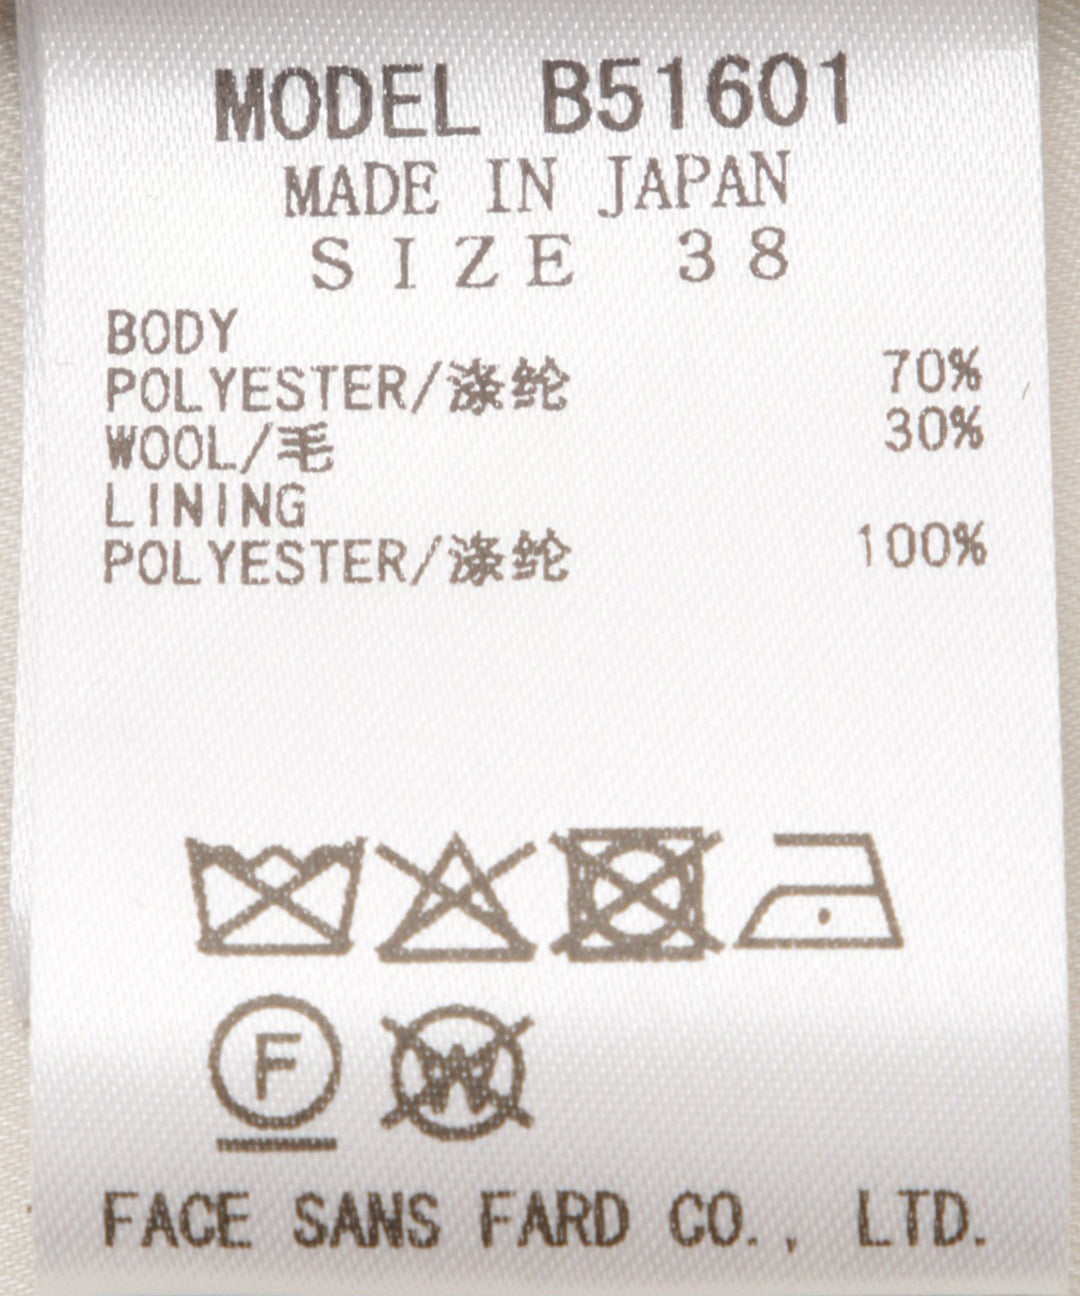 MODEL B51601
MADE IN JAPAN
SIZE 38
BODY
POLYESTER/涤纶 70%
WOOL/毛 30%
LINING
POLYESTER/涤纶 100%
F W
FACE SANS FARD CO., LTD.